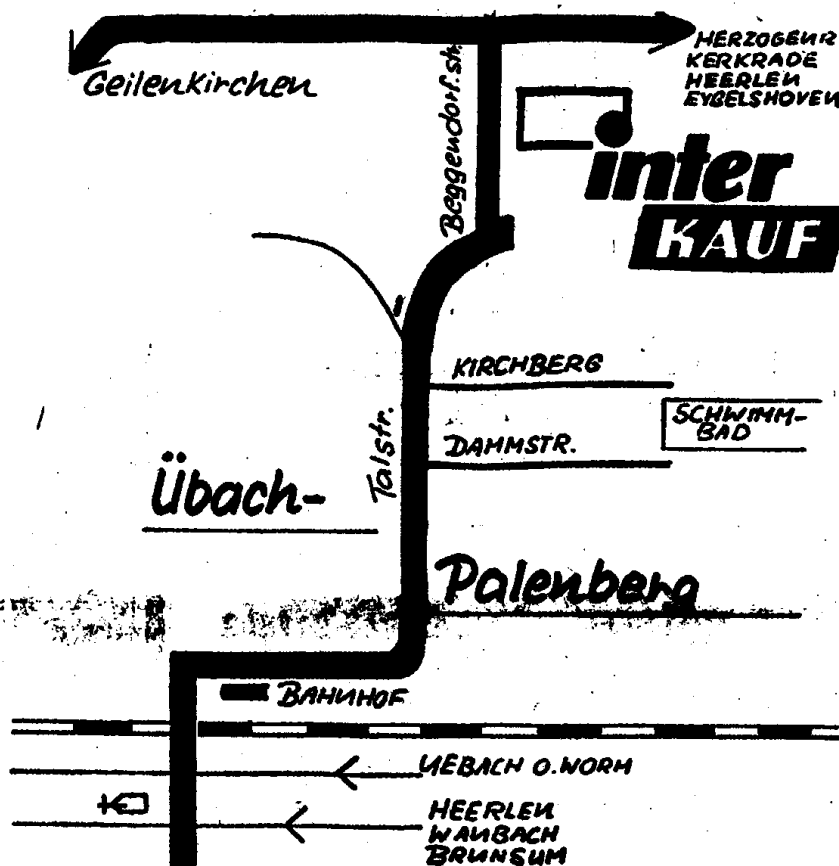 Geilenkirchen
Beggendorf.str.
HERZOGENR
KERKRADE
HEERLEN
EYGELSHOVEN
inter
KAUF
KIRCHBERG
SCHWIMM-
BAD
Talstr.
DAMMSTR.
Übach-
Palenberg
BAHNHOF
UEBACH O.WORM
HEERLEN
WAUBACH
BRUNSUM